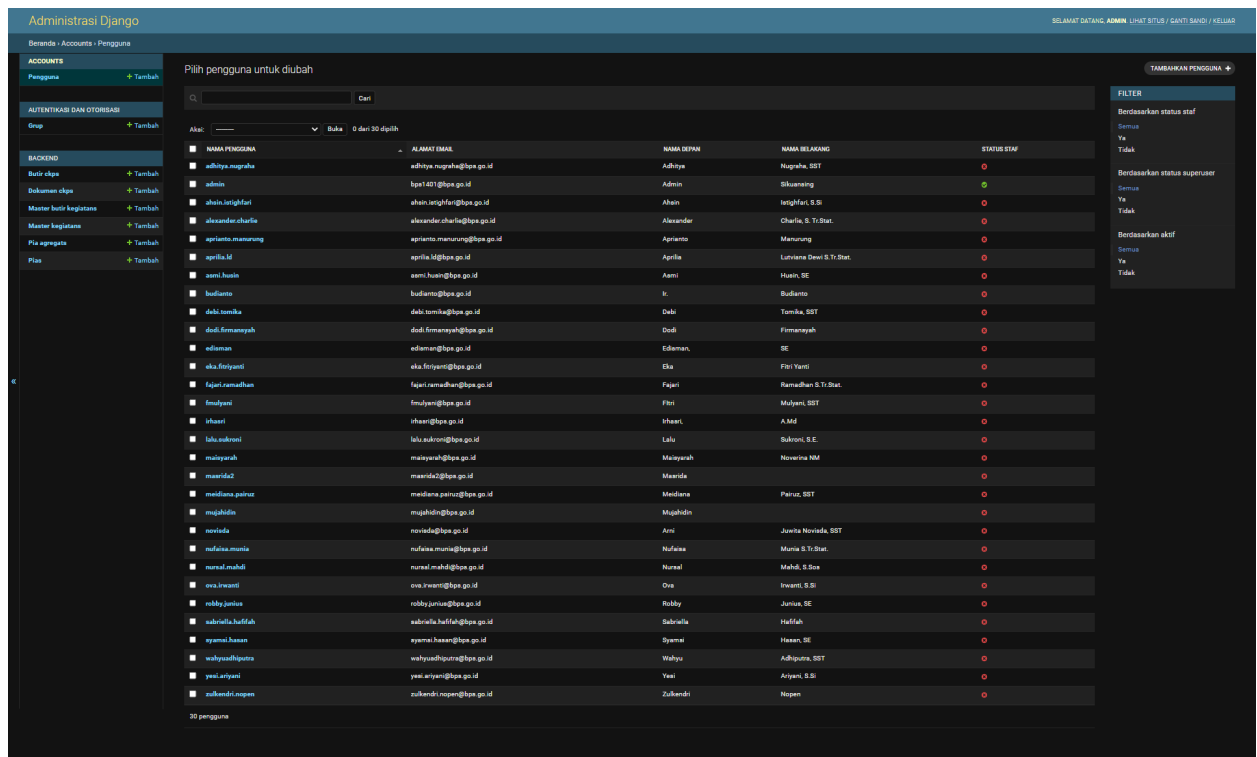 Administrasi Django
SELAMAT DATANG, ADMIN. LIHAT SITUS / GANTI SANDI / KELUAR
Beranda › Accounts › Pengguna
ACCOUNTS
Pengguna + Tambah
AUTENTIKASI DAN OTORISASI
Grup + Tambah
BACKEND
Butir ckps + Tambah
Dokumen ckps + Tambah
Master butir kegiatans + Tambah
Master kegiatans + Tambah
Pia agregats + Tambah
Pias + Tambah
«
Pilih pengguna untuk diubah
TAMBAHKAN PENGGUNA +
Cari
Aksi: --------- Buka 0 dari 30 dipilih
NAMA PENGGUNA ALAMAT EMAIL NAMA DEPAN NAMA BELAKANG STATUS STAF
adhitya.nugraha adhitya.nugraha@bps.go.id Adhitya Nugraha, SST
admin bps1401@bps.go.id Admin Sikuansing
ahsin.istighfari ahsin.istighfari@bps.go.id Ahsin Istighfari, S.Si
alexander.charlie alexander.charlie@bps.go.id Alexander Charlie, S. Tr.Stat.
aprianto.manurung aprianto.manurung@bps.go.id Aprianto Manurung
aprilia.ld aprilia.ld@bps.go.id Aprilia Lutviana Dewi S.Tr.Stat.
asmi.husin asmi.husin@bps.go.id Asmi Husin, SE
budianto budianto@bps.go.id Ir. Budianto
debi.tomika debi.tomika@bps.go.id Debi Tomika, SST
dodi.firmansyah dodi.firmansyah@bps.go.id Dodi Firmansyah
edisman edisman@bps.go.id Edisman, SE
eka.fitriyanti eka.fitriyanti@bps.go.id Eka Fitri Yanti
fajari.ramadhan fajari.ramadhan@bps.go.id Fajari Ramadhan S.Tr.Stat.
fmulyani fmulyani@bps.go.id FItri Mulyani, SST
irhasri irhasri@bps.go.id Irhasri, A.Md
lalu.sukroni lalu.sukroni@bps.go.id Lalu Sukroni, S.E.
maisyarah maisyarah@bps.go.id Maisyarah Noverina NM
masrida2 masrida2@bps.go.id Masrida
meidiana.pairuz meidiana.pairuz@bps.go.id Meidiana Pairuz, SST
mujahidin mujahidin@bps.go.id Mujahidin
novisda novisda@bps.go.id Arni Juwita Novisda, SST
nufaisa.munia nufaisa.munia@bps.go.id Nufaisa Munia S.Tr.Stat.
nursal.mahdi nursal.mahdi@bps.go.id Nursal Mahdi, S.Sos
ova.irwanti ova.irwanti@bps.go.id Ova Irwanti, S.Si
robby.junius robby.junius@bps.go.id Robby Junius, SE
sabriella.hafifah sabriella.hafifah@bps.go.id Sabriella Hafifah
syamsi.hasan syamsi.hasan@bps.go.id Syamsi Hasan, SE
wahyuadhiputra wahyuadhiputra@bps.go.id Wahyu Adhiputra, SST
yesi.ariyani yesi.ariyani@bps.go.id Yesi Ariyani, S.Si
zulkendri.nopen zulkendri.nopen@bps.go.id Zulkendri Nopen
30 pengguna
FILTER
Berdasarkan status staf
Semua
Ya
Tidak
Berdasarkan status superuser
Semua
Ya
Tidak
Berdasarkan aktif
Semua
Ya
Tidak